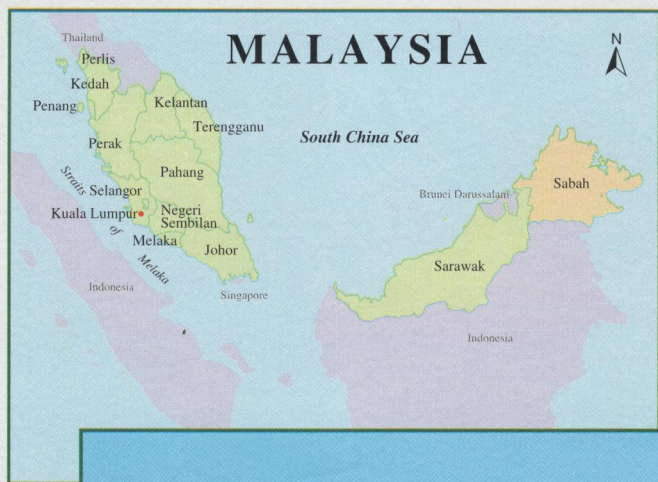 MALAYSIA
N
Thailand
Perlis
Kedah
Penang
Kelantan
Terengganu
Perak
South China Sea
Pahang
Selangor
Kuala Lumpur
Negeri
Sembilan
Melaka
Johor
Straits of Melaka
Singapore
Indonesia
Brunei Darussalam
Sabah
Sarawak
Indonesia